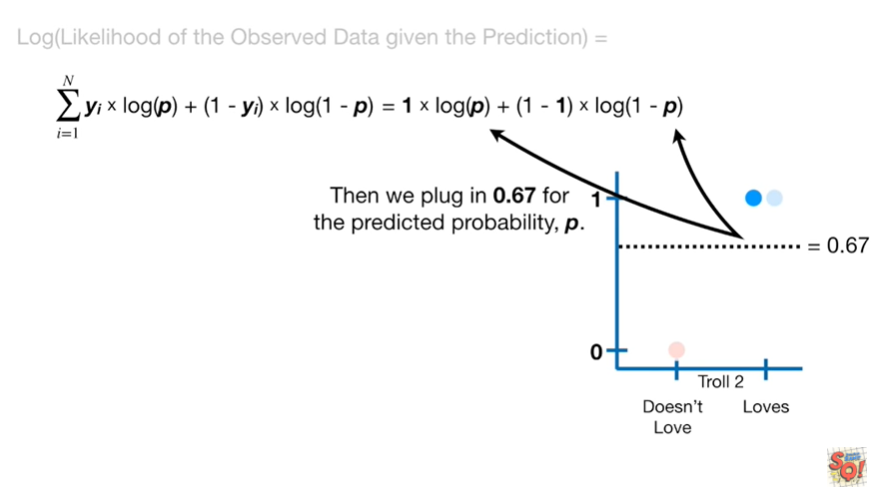 Log(Likelihood of the Observed Data given the Prediction) =
N
∑ yᵢ × log(p) + (1 - yᵢ) × log(1 - p) = 1 × log(p) + (1 - 1) × log(1 - p)
i=1
Then we plug in 0.67 for
the predicted probability, p.
1
= 0.67
0
Troll 2
Doesn't
Love
Loves
SQ!